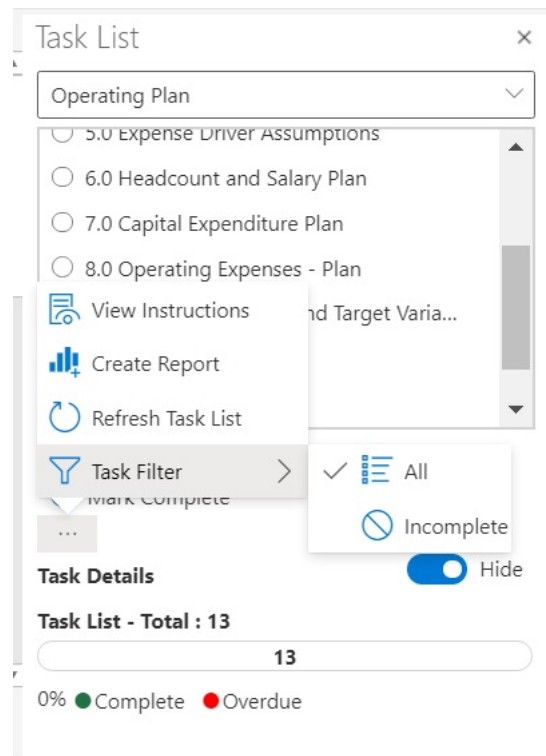 Task List
Operating Plan
5.0 Expense Driver Assumptions
6.0 Headcount and Salary Plan
7.0 Capital Expenditure Plan
8.0 Operating Expenses - Plan
View Instructions
nd Target Varia...
Create Report
Refresh Task List
Task Filter
All
Mark Complete
Incomplete
...
Task Details
Hide
Task List - Total : 13
13
0% Complete Overdue